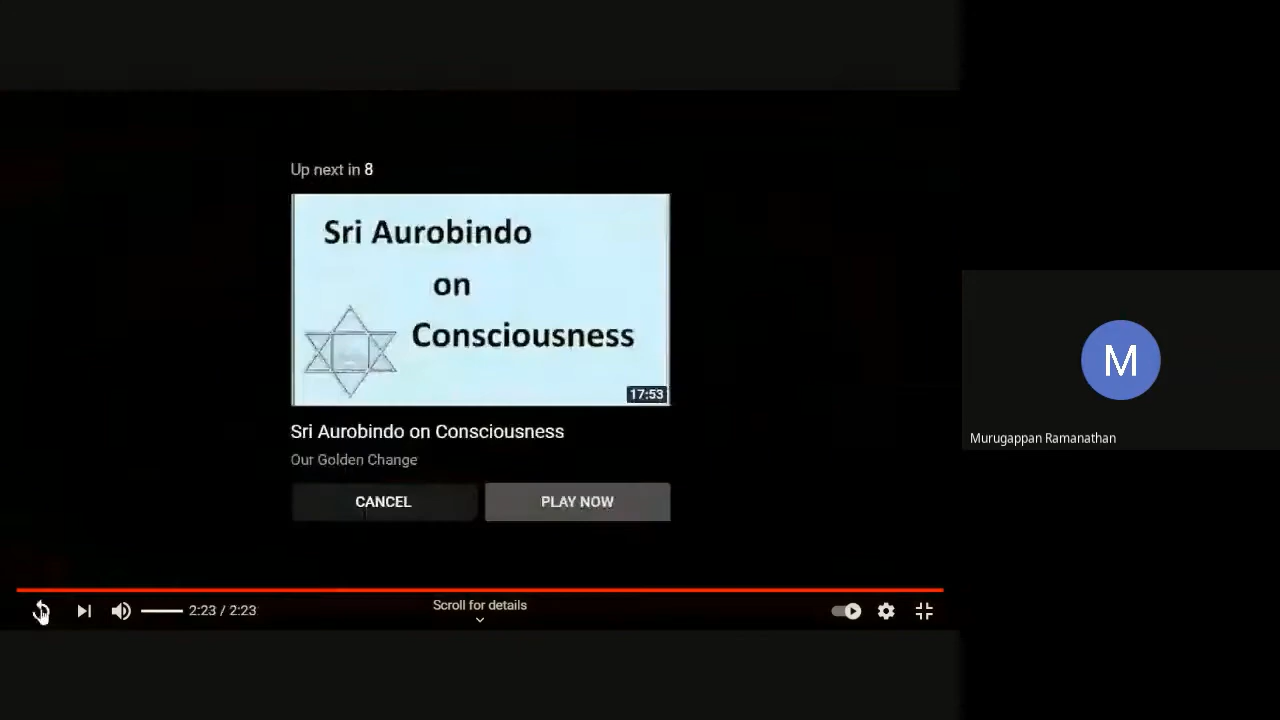 Up next in 8
Sri Aurobindo
on
Consciousness
17:53
Sri Aurobindo on Consciousness
Our Golden Change
CANCEL
PLAY NOW
2:23 / 2:23
Scroll for details
M
Murugappan Ramanathan